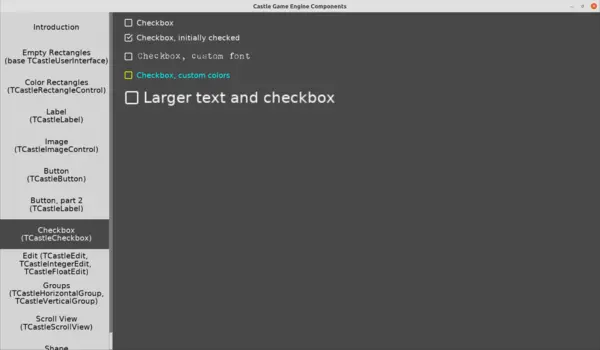 Castle Game Engine Components
Introduction
Empty Rectangles
(base TCastleUserInterface)
Color Rectangles
(TCastleRectangleControl)
Label
(TCastleLabel)
Image
(TCastleImageControl)
Button
(TCastleButton)
Button, part 2
(TCastleLabel)
Checkbox
(TCastleCheckbox)
Edit (TCastleEdit,
TCastleIntegerEdit,
TCastleFloatEdit)
Groups
(TCastleHorizontalGroup,
TCastleVerticalGroup)
Scroll View
(TCastleScrollView)
Shape
Checkbox
Checkbox, initially checked
Checkbox, custom font
Checkbox, custom colors
Larger text and checkbox